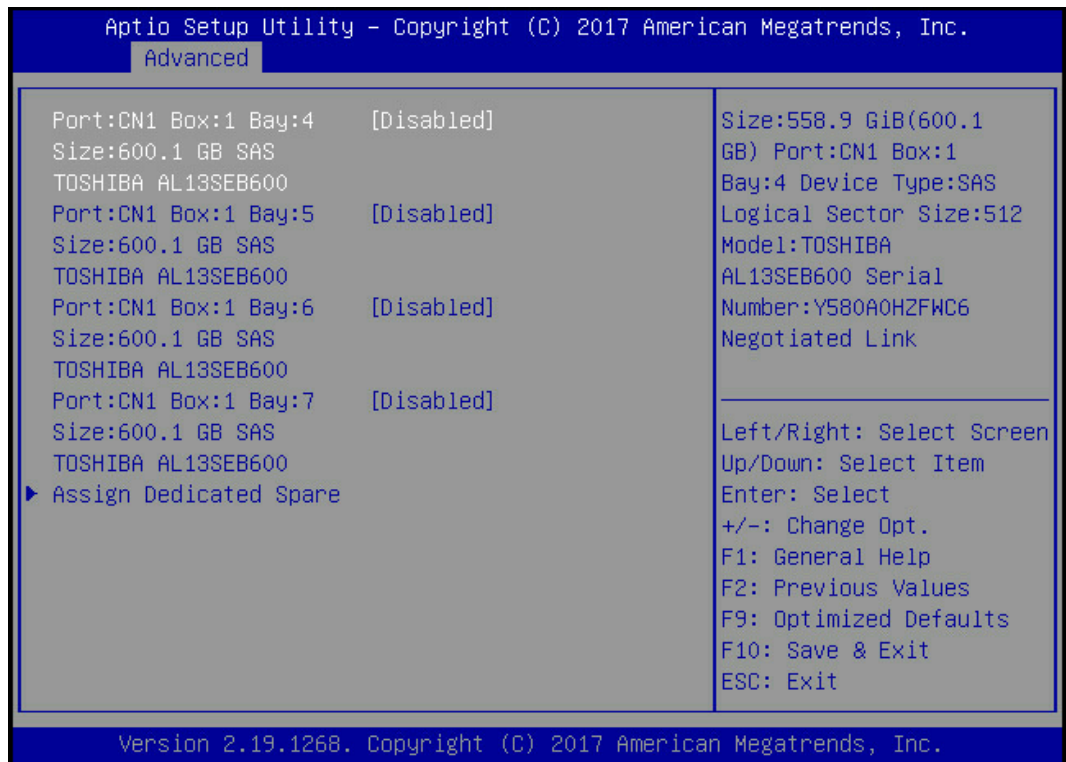 Aptio Setup Utility – Copyright (C) 2017 American Megatrends, Inc.
Advanced
Port:CN1 Box:1 Bay:4 [Disabled]
Size:600.1 GB SAS
TOSHIBA AL13SEB600
Port:CN1 Box:1 Bay:5 [Disabled]
Size:600.1 GB SAS
TOSHIBA AL13SEB600
Port:CN1 Box:1 Bay:6 [Disabled]
Size:600.1 GB SAS
TOSHIBA AL13SEB600
Port:CN1 Box:1 Bay:7 [Disabled]
Size:600.1 GB SAS
TOSHIBA AL13SEB600
Assign Dedicated Spare
Size:558.9 GiB(600.1
GB) Port:CN1 Box:1
Bay:4 Device Type:SAS
Logical Sector Size:512
Model:TOSHIBA
AL13SEB600 Serial
Number:Y580A0HZFWC6
Negotiated Link
Left/Right: Select Screen
Up/Down: Select Item
Enter: Select
+/-: Change Opt.
F1: General Help
F2: Previous Values
F9: Optimized Defaults
F10: Save & Exit
ESC: Exit
Version 2.19.1268. Copyright (C) 2017 American Megatrends, Inc.